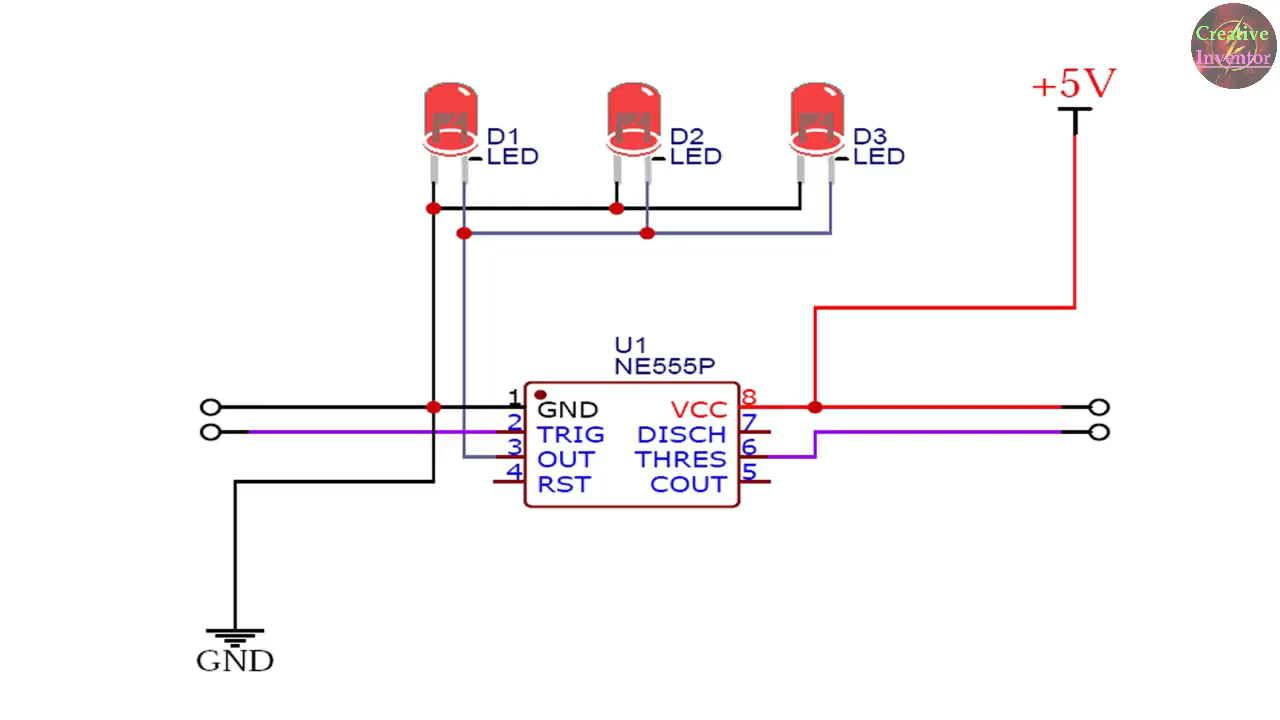 Creative
Inventor
+5V
D1
LED
D2
LED
D3
LED
U1
NE555P
1
GND
VCC
8
2
TRIG
DISCH
7
3
OUT
THRES
6
4
RST
COUT
5
GND